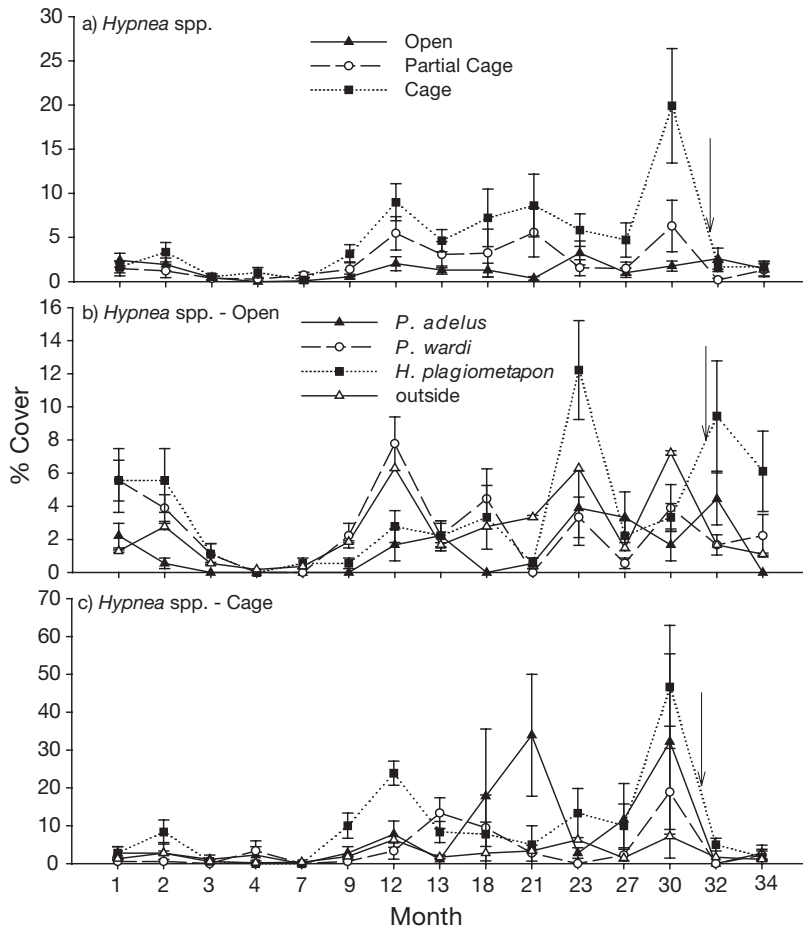 a) Hypnea spp.
Open
Partial Cage
Cage
30
25
20
15
10
5
0
b) Hypnea spp. - Open
P. adelus
P. wardi
H. plagiometapon
outside
16
14
12
10
8
6
4
2
0
% Cover
c) Hypnea spp. - Cage
70
60
50
40
30
20
10
0
1 2 3 4 7 9 12 13 18 21 23 27 30 32 34
Month